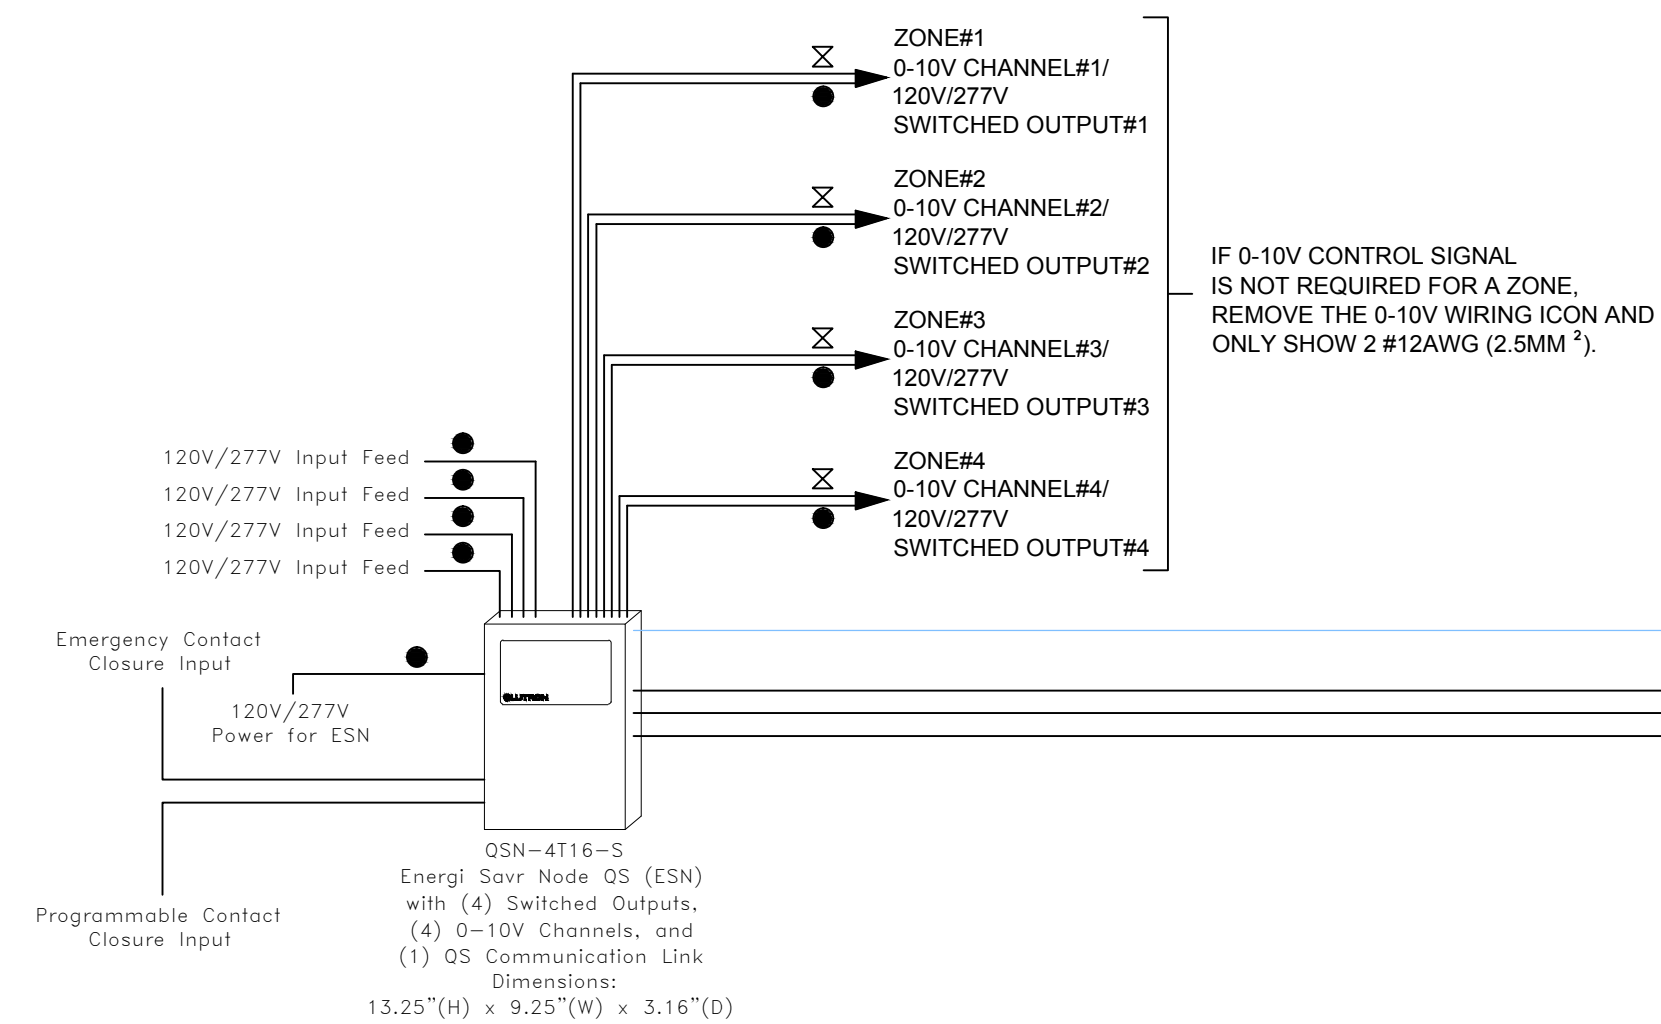 ZONE#1
0-10V CHANNEL#1/
120V/277V
SWITCHED OUTPUT#1
ZONE#2
0-10V CHANNEL#2/
120V/277V
SWITCHED OUTPUT#2
ZONE#3
0-10V CHANNEL#3/
120V/277V
SWITCHED OUTPUT#3
ZONE#4
0-10V CHANNEL#4/
120V/277V
SWITCHED OUTPUT#4
IF 0-10V CONTROL SIGNAL
IS NOT REQUIRED FOR A ZONE,
REMOVE THE 0-10V WIRING ICON AND
ONLY SHOW 2 #12AWG (2.5MM ²).
120V/277V Input Feed
120V/277V Input Feed
120V/277V Input Feed
120V/277V Input Feed
Emergency Contact
Closure Input
120V/277V
Power for ESN
LUTRON
Programmable Contact
Closure Input
QSN-4T16-S
Energi Savr Node QS (ESN)
with (4) Switched Outputs,
(4) 0-10V Channels, and
(1) QS Communication Link
Dimensions:
13.25"(H) x 9.25"(W) x 3.16"(D)